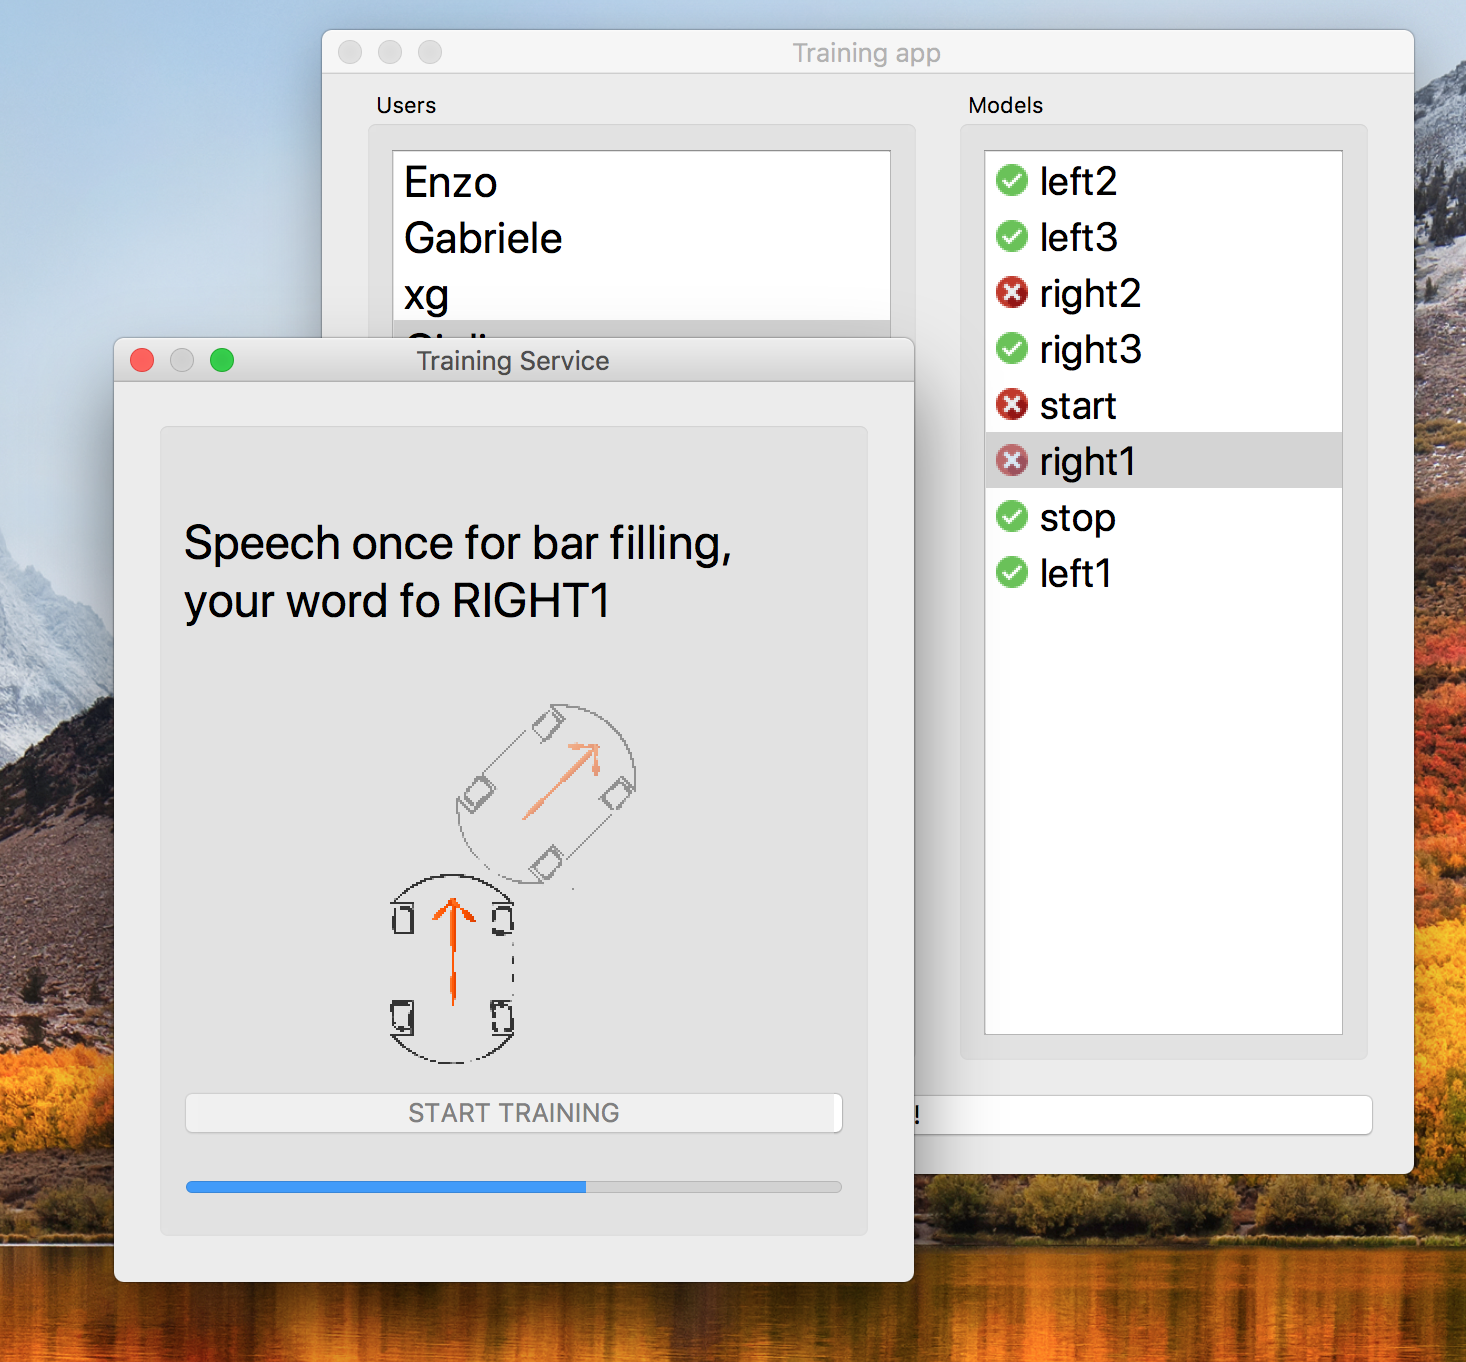 Training app
Users
Models
Enzo
Gabriele
xg
left2
left3
right2
right3
start
right1
stop
left1
Training Service
Speech once for bar filling,
your word fo RIGHT1
START TRAINING
!